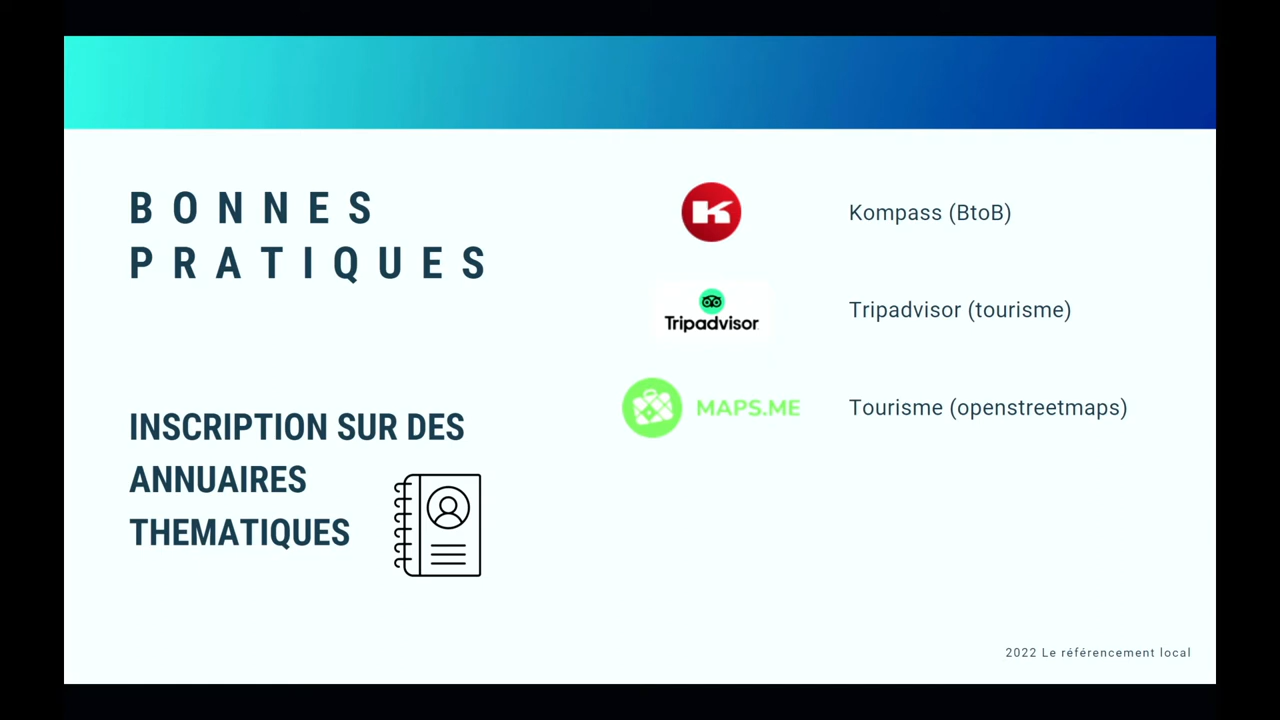 BONNES
PRATIQUES
INSCRIPTION SUR DES
ANNUAIRES
THEMATIQUES
Kompass (BtoB)
Tripadvisor
Tripadvisor (tourisme)
MAPS.ME
Tourisme (openstreetmaps)
2022 Le référencement local